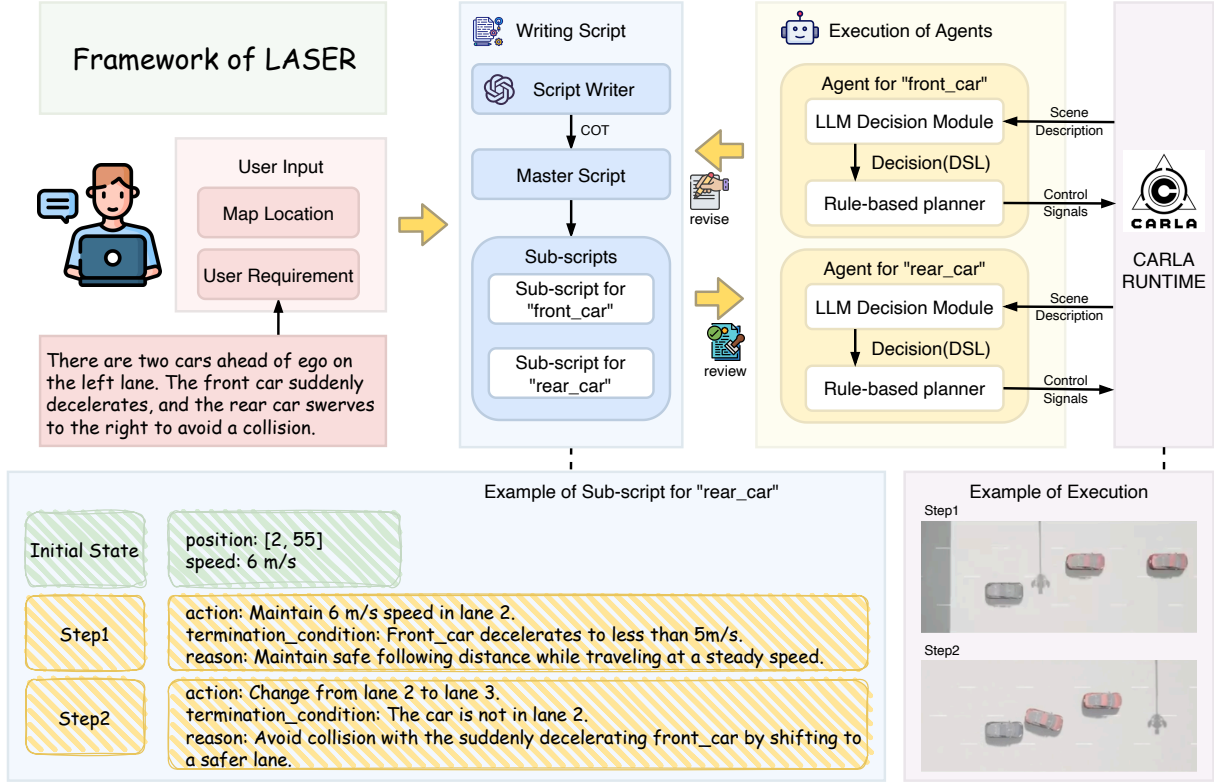 Framework of LASER
User Input
Map Location
User Requirement
There are two cars ahead of ego on
the left lane. The front car suddenly
decelerates, and the rear car swerves
to the right to avoid a collision.
Writing Script
Script Writer
COT
Master Script
Sub-scripts
Sub-script for
"front_car"
Sub-script for
"rear_car"
revise
review
Execution of Agents
Agent for "front_car"
LLM Decision Module
Decision(DSL)
Rule-based planner
Agent for "rear_car"
LLM Decision Module
Decision(DSL)
Rule-based planner
Scene
Description
Control
Signals
Scene
Description
Control
Signals
CARLA
CARLA
RUNTIME
Example of Sub-script for "rear_car"
Initial State
position: [2, 55]
speed: 6 m/s
Step1
action: Maintain 6 m/s speed in lane 2.
termination_condition: Front_car decelerates to less than 5m/s.
reason: Maintain safe following distance while traveling at a steady speed.
Step2
action: Change from lane 2 to lane 3.
termination_condition: The car is not in lane 2.
reason: Avoid collision with the suddenly decelerating front_car by shifting to
a safer lane.
Example of Execution
Step1
Step2